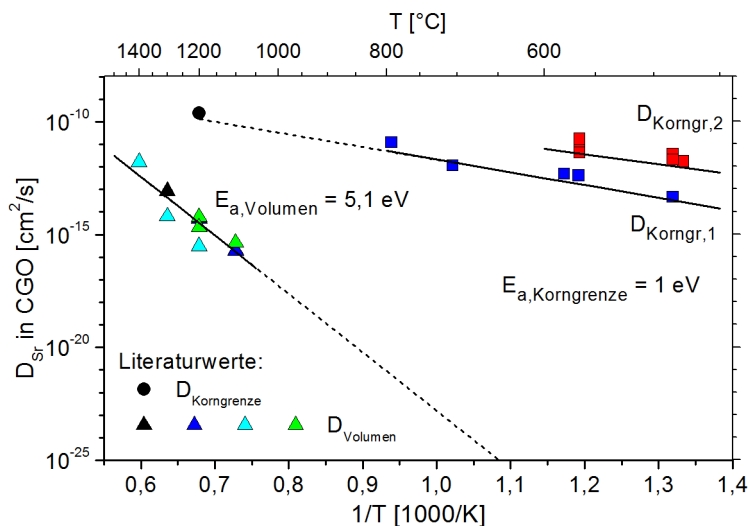 T [°C]
1400 1200 1000 800 600
D_Sr in CGO [cm²/s]
10⁻¹⁰
10⁻¹⁵
10⁻²⁰
10⁻²⁵
D_Korngr,2
E_a,Volumen = 5,1 eV
D_Korngr,1
E_a,Korngrenze = 1 eV
Literaturwerte:
D_Korngrenze
D_Volumen
0,6 0,7 0,8 0,9 1,0 1,1 1,2 1,3 1,4
1/T [1000/K]